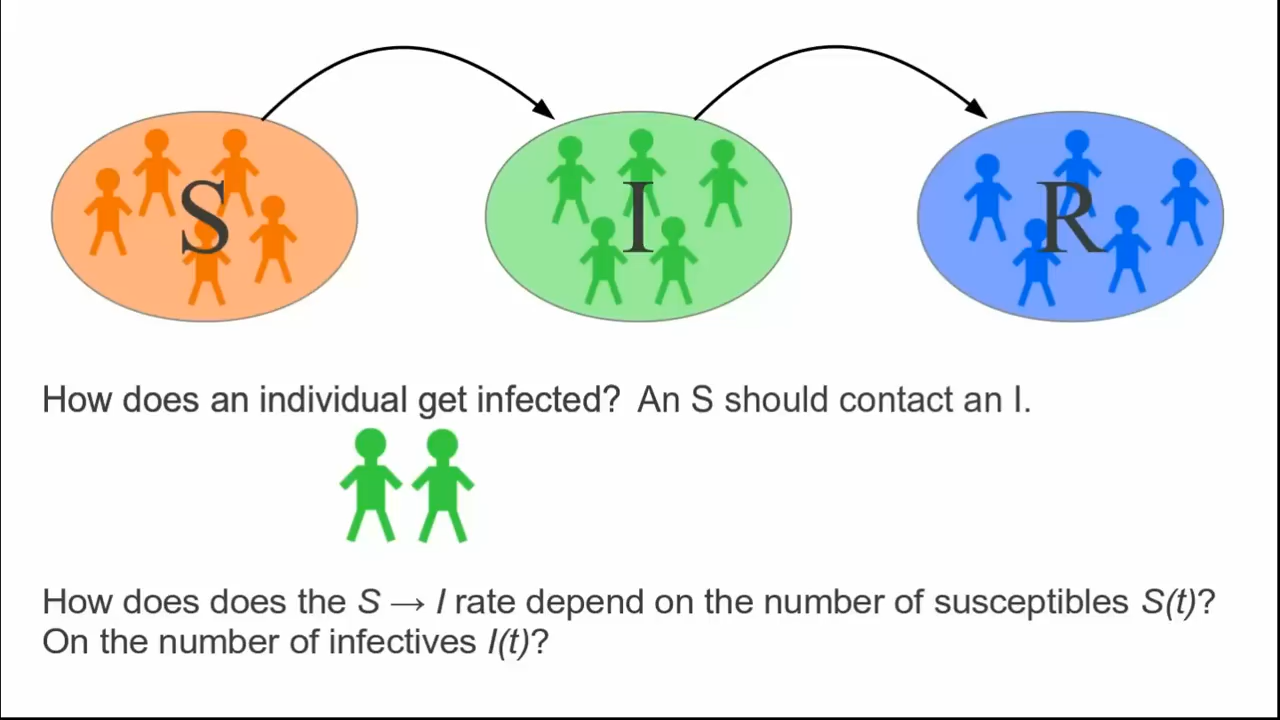 S I R
How does an individual get infected? An S should contact an I.
How does does the S → I rate depend on the number of susceptibles S(t)?
On the number of infectives I(t)?